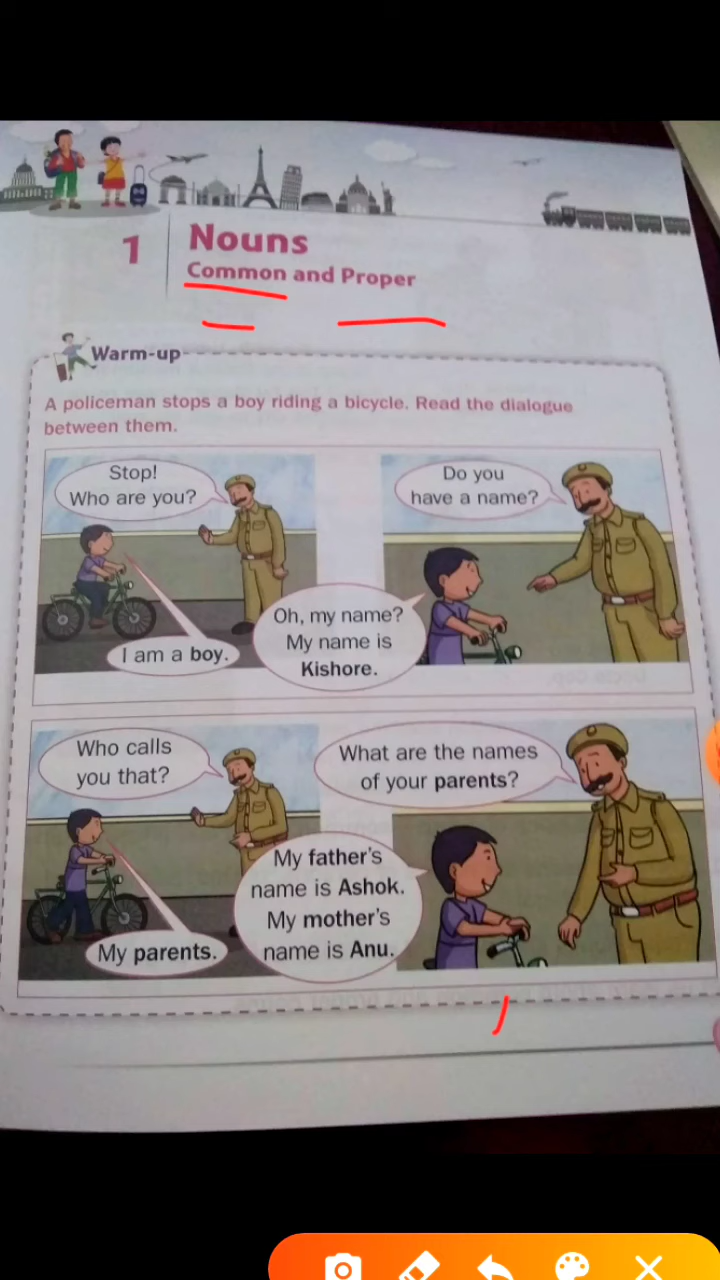 1
Nouns
Common and Proper
Warm-up
A policeman stops a boy riding a bicycle. Read the dialogue
between them.
Stop!
Who are you?
I am a boy.
Do you
have a name?
Oh, my name?
My name is
Kishore.
Who calls
you that?
My parents.
What are the names
of your parents?
My father's
name is Ashok.
My mother's
name is Anu.